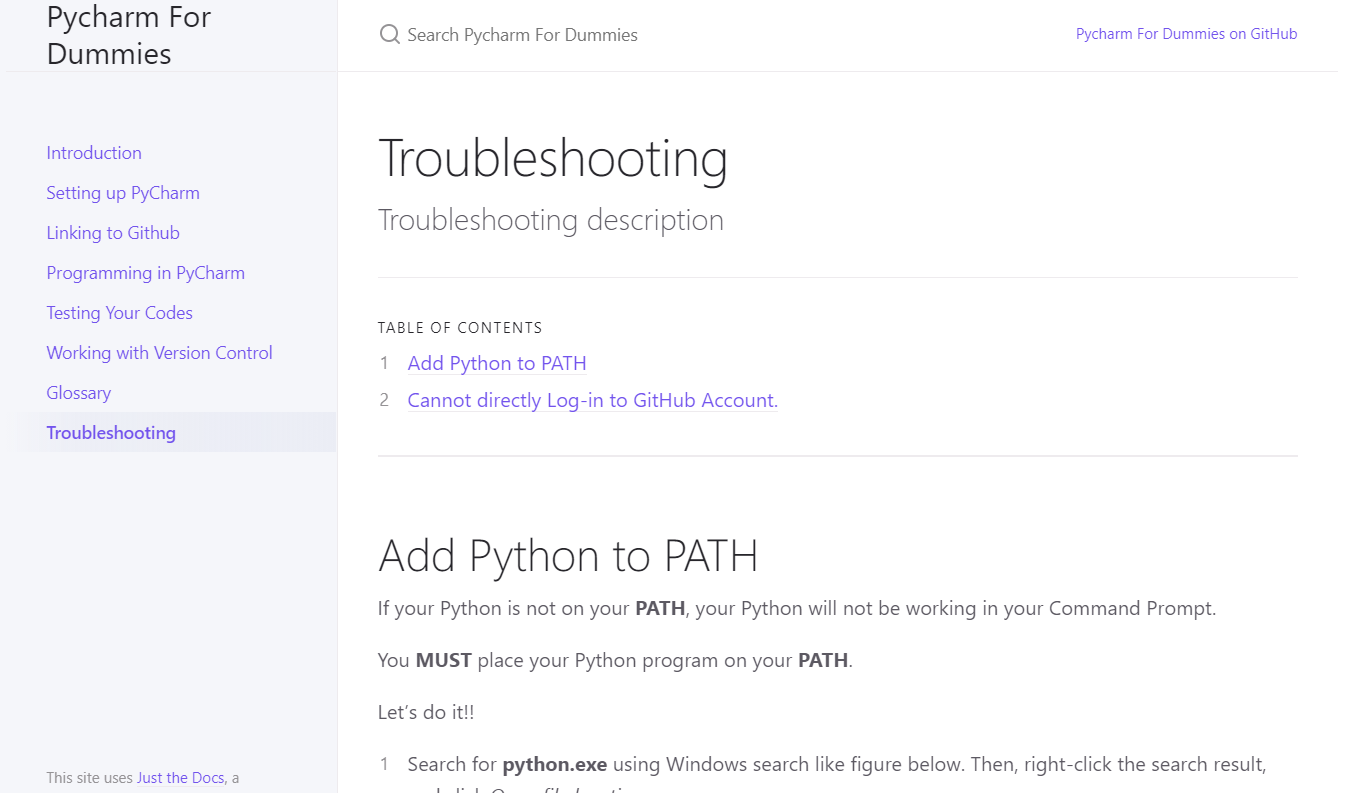 Pycharm For
Dummies
Search Pycharm For Dummies
Pycharm For Dummies on GitHub
Introduction
Setting up PyCharm
Linking to Github
Programming in PyCharm
Testing Your Codes
Working with Version Control
Glossary
Troubleshooting
This site uses Just the Docs, a
Troubleshooting
Troubleshooting description
TABLE OF CONTENTS
1 Add Python to PATH
2 Cannot directly Log-in to GitHub Account.
Add Python to PATH
If your Python is not on your PATH, your Python will not be working in your Command Prompt.
You MUST place your Python program on your PATH.
Let’s do it!!
1 Search for python.exe using Windows search like figure below. Then, right-click the search result,